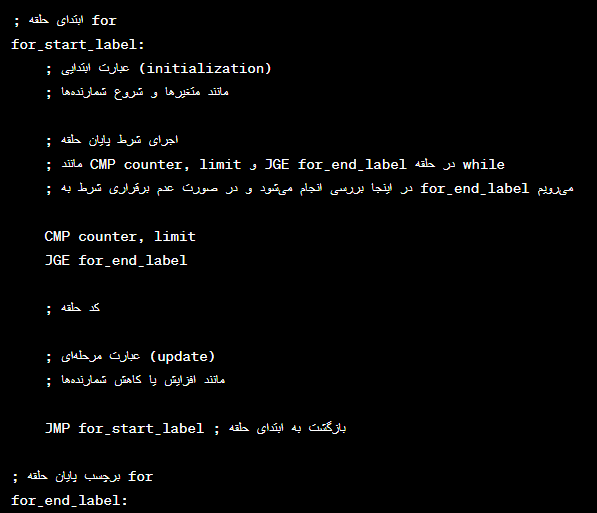 ; ابتدای حلقه for
for_start_label:
; عبارت ابتدایی (initialization)
; مانند متغیرها و شروع شمارنده‌ها
; اجرای شرط پایان حلقه
; مانند CMP counter, limit و JGE for_end_label در حلقه while
; در اینجا بررسی انجام می‌شود و در صورت عدم برقراری شرط به for_end_label می‌رویم
CMP counter, limit
JGE for_end_label
; کد حلقه
; عبارت مرحله‌ای (update)
; مانند افزایش یا کاهش شمارنده‌ها
JMP for_start_label ; بازگشت به ابتدای حلقه
; برچسب پایان حلقه for
for_end_label: